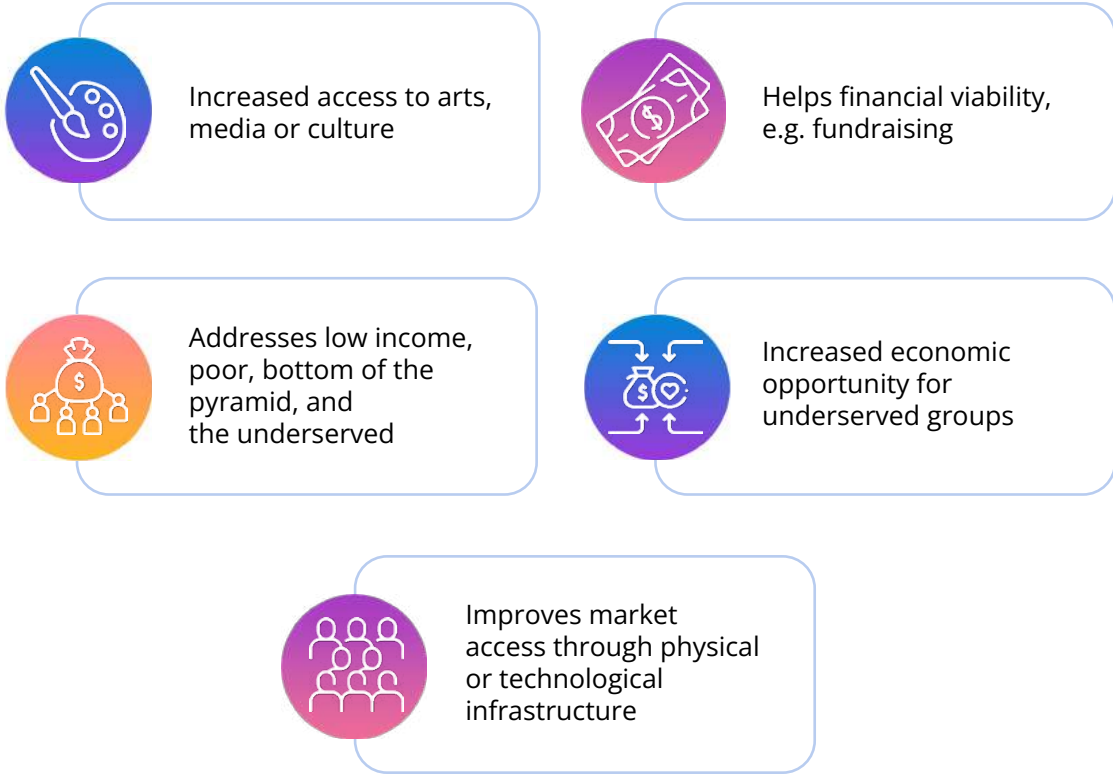 Increased access to arts,
media or culture
Helps financial viability,
e.g. fundraising
Addresses low income,
poor, bottom of the
pyramid, and
the underserved
$
Increased economic
opportunity for
underserved groups
$
Improves market
access through physical
or technological
infrastructure
$